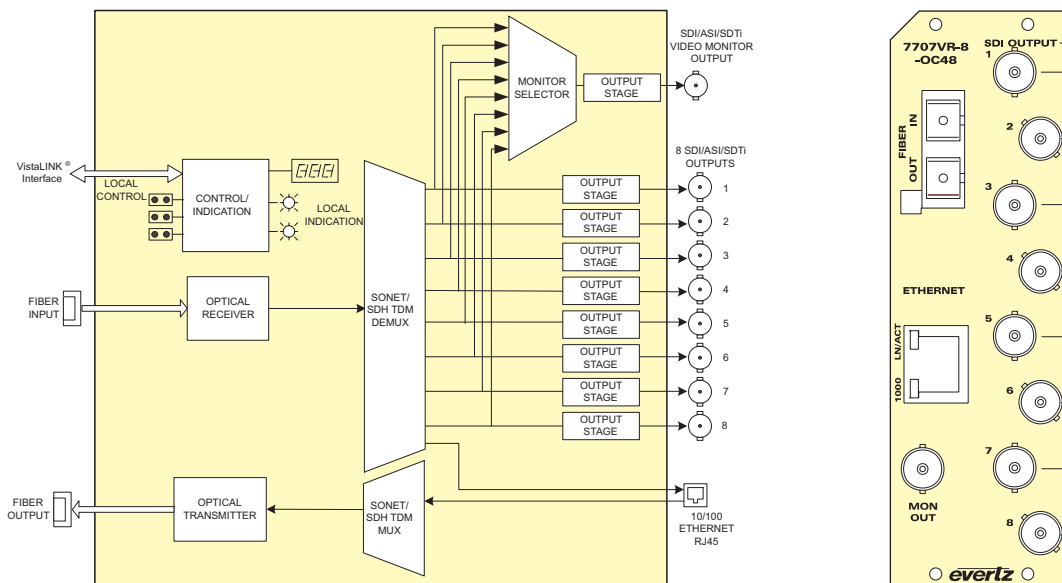 SDI/ASI/SDTi
VIDEO MONITOR
OUTPUT
MONITOR
SELECTOR
OUTPUT
STAGE
8 SDI/ASI/SDTi
OUTPUTS
VistaLINK ®
Interface
LOCAL
CONTROL
CONTROL/
INDICATION
LOCAL
INDICATION
FIBER
INPUT
OPTICAL
RECEIVER
SONET/
SDH TDM
DEMUX
OUTPUT
STAGE
1
OUTPUT
STAGE
2
OUTPUT
STAGE
3
OUTPUT
STAGE
4
OUTPUT
STAGE
5
OUTPUT
STAGE
6
OUTPUT
STAGE
7
OUTPUT
STAGE
8
FIBER
OUTPUT
OPTICAL
TRANSMITTER
SONET/
SDH TDM
MUX
10/100
ETHERNET
RJ45
7707VR-8
-OC48
SDI OUTPUT
1
2
3
4
5
6
7
8
FIBER
IN
OUT
ETHERNET
LN/ACT
1000
MON
OUT
evertz